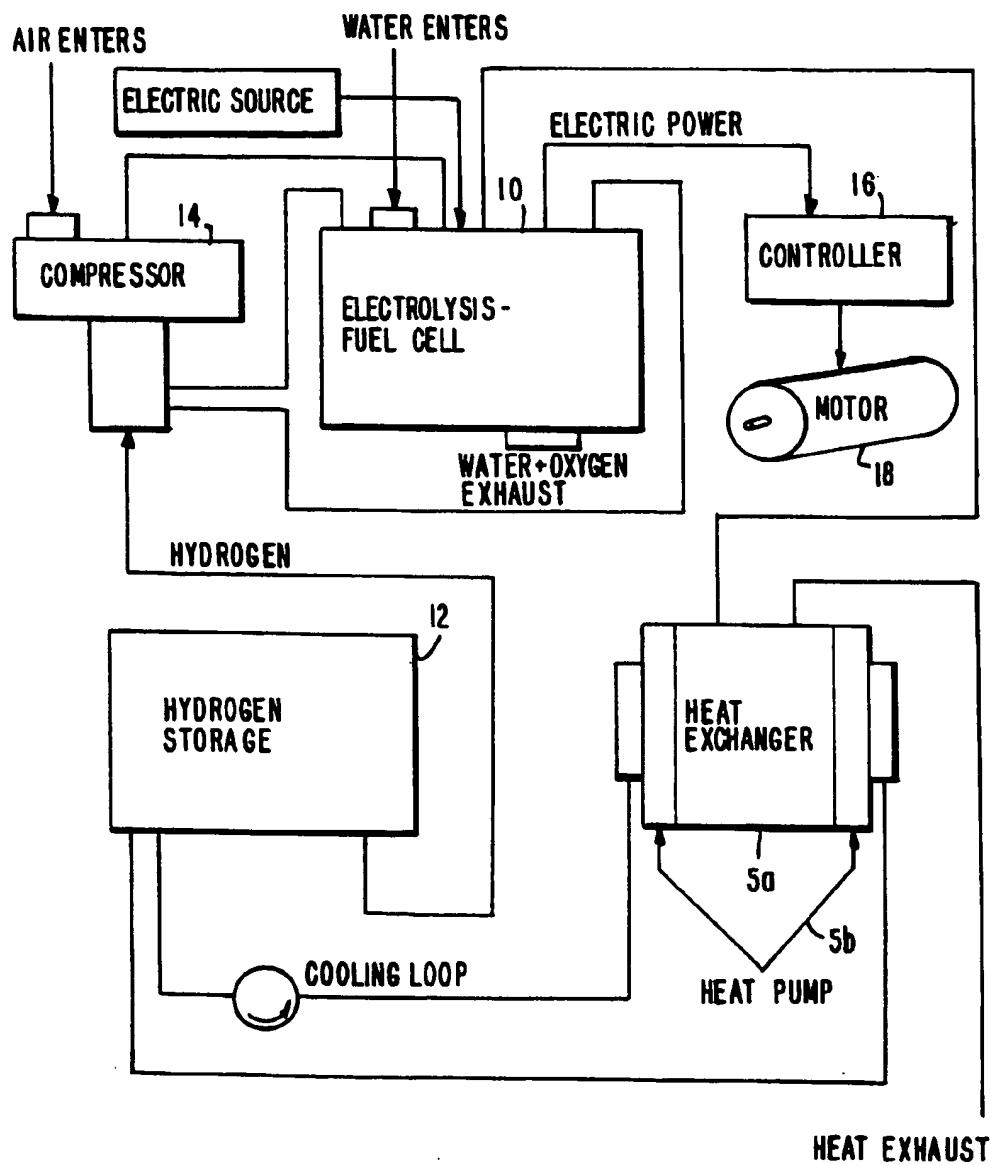 AIR ENTERS
WATER ENTERS
ELECTRIC SOURCE
ELECTRIC POWER
14
10
16
COMPRESSOR
ELECTROLYSIS-
FUEL CELL
CONTROLLER
MOTOR
18
WATER+OXYGEN
EXHAUST
HYDROGEN
12
HYDROGEN
STORAGE
HEAT
EXCHANGER
5a
5b
COOLING LOOP
HEAT PUMP
HEAT EXHAUST